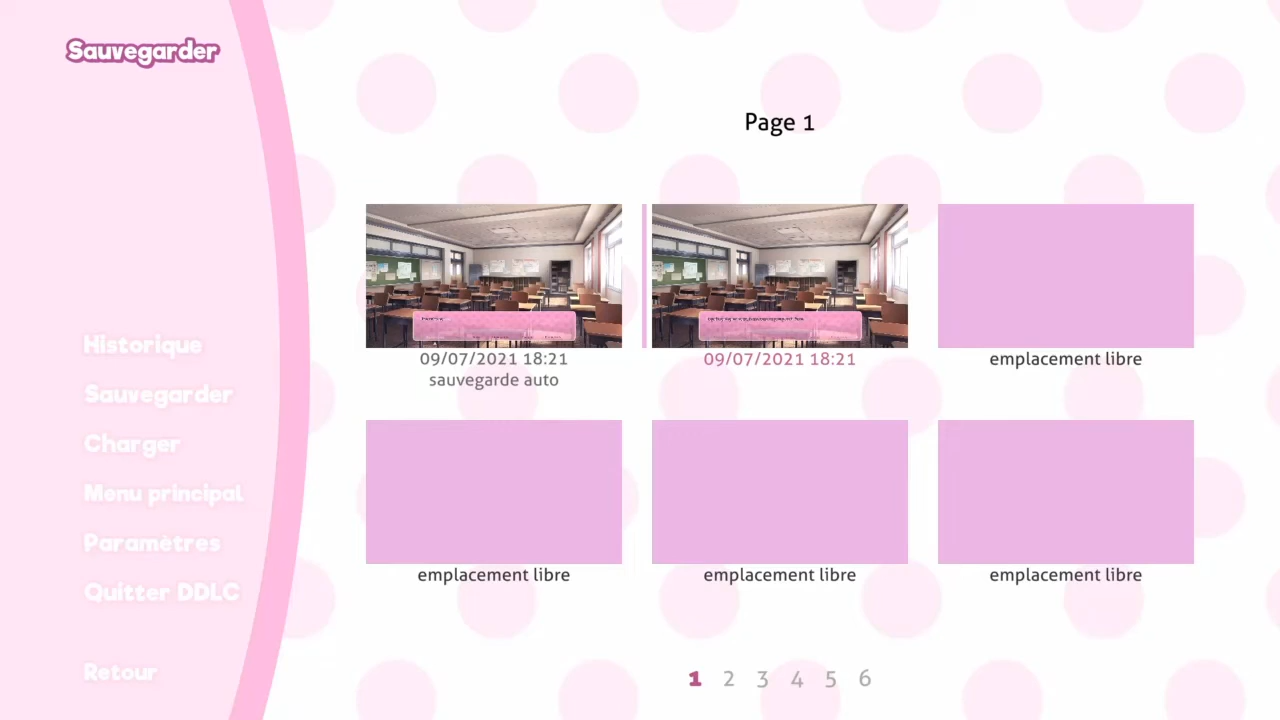 Sauvegarder
Page 1
09/07/2021 18:21
sauvegarde auto
09/07/2021 18:21
emplacement libre
emplacement libre
emplacement libre
emplacement libre
Historique
Sauvegarder
Charger
Menu principal
Paramètres
Quitter DDLC
Retour
1 2 3 4 5 6